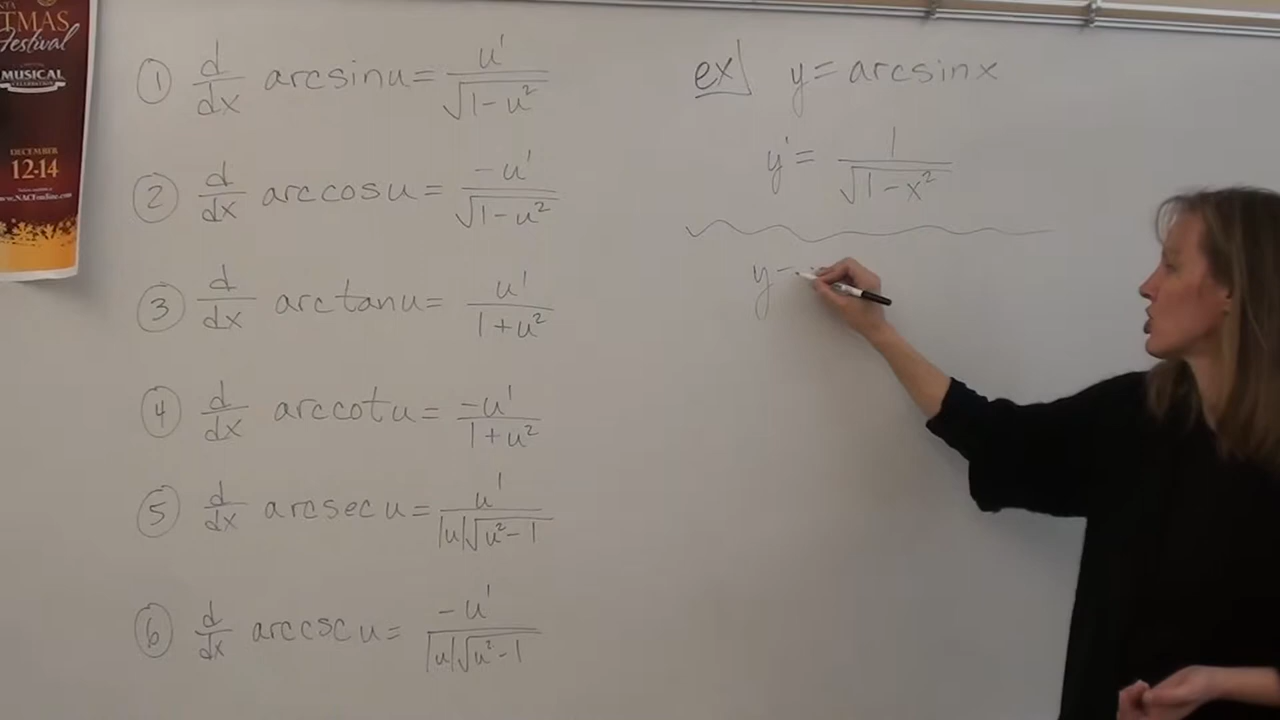 TMAS
Festival
MUSICAL
DECEMBER
12-14
① d/dx arcsin u = u'/√(1-u²)
② d/dx arccos u = -u'/√(1-u²)
③ d/dx arctan u = u'/(1+u²)
④ d/dx arccot u = -u'/(1+u²)
⑤ d/dx arcsec u = u'/(|u|√(u²-1))
⑥ d/dx arccsc u = -u'/(|u|√(u²-1))
ex y = arcsin x
y' = 1/√(1-x²)
y -